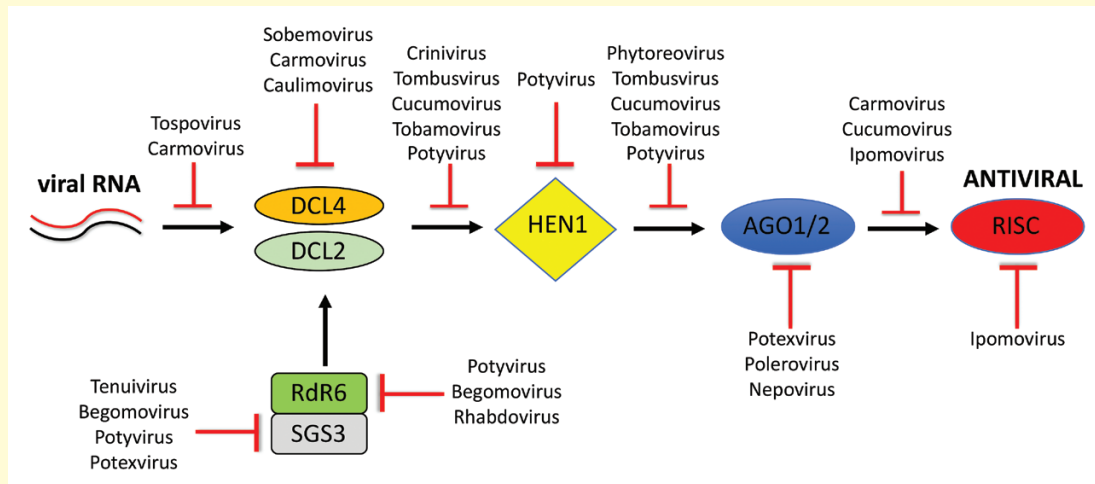 Sobemovirus
Carmovirus
Caulimovirus
Crinivirus
Tombusvirus
Cucumovirus
Tobamovirus
Potyvirus
Potyvirus
Phytoreovirus
Tombusvirus
Cucumovirus
Tobamovirus
Potyvirus
Carmovirus
Cucumovirus
Ipomovirus
Tospovirus
Carmovirus
viral RNA
DCL4
DCL2
HEN1
AGO1/2
ANTIVIRAL
RISC
Tenuivirus
Begomovirus
Potyvirus
Potexvirus
RdR6
SGS3
Potyvirus
Begomovirus
Rhabdovirus
Potexvirus
Polerovirus
Nepovirus
Ipomovirus